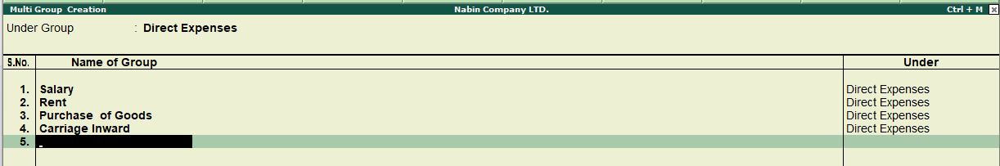 Multi Group Creation Nabin Company LTD. Ctrl + M
Under Group : Direct Expenses
S.No. Name of Group Under
1. Salary Direct Expenses
2. Rent Direct Expenses
3. Purchase of Goods Direct Expenses
4. Carriage Inward Direct Expenses
5.